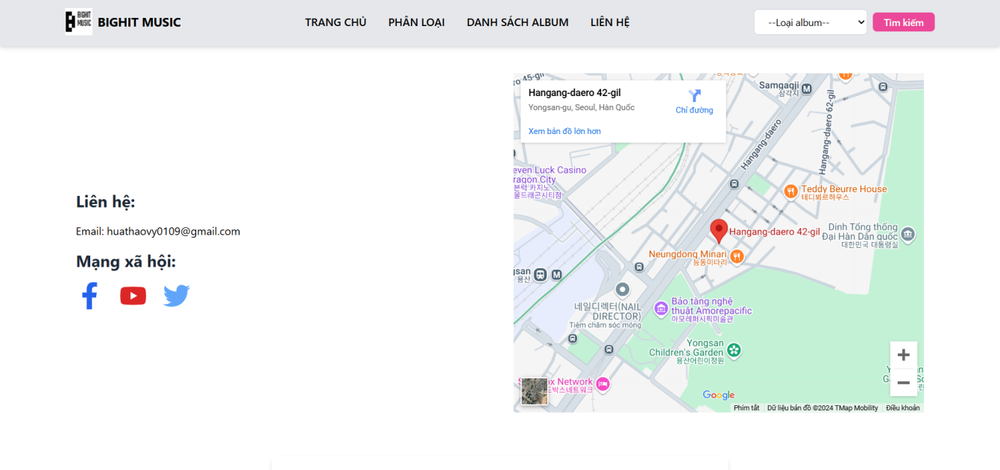 BIGHIT
MUSIC
BIGHIT MUSIC
TRANG CHỦ
PHÂN LOẠI
DANH SÁCH ALBUM
LIÊN HỆ
--Loại album--
Tìm kiếm
Liên hệ:
Email: huathaovy0109@gmail.com
Mạng xã hội:
Hangang-daero 42-gil
Yongsan-gu, Seoul, Hàn Quốc
Chỉ đường
Xem bản đồ lớn hơn
45-gil
Samgagji
삼각지
M
Hangang-daero
Hangang-daero 62-gil
even Luck Casino
ragon City
븐럭 카지노
울드래곤시티점
Teddy Beurre House
테디뵈르하우스
Hangang-daero 42-gil
Dinh Tổng thống
Đại Hàn Dân quốc
대한민국 대통령실
Neungdong Minari
능동미나리
용산
M
네일디렉터(NAIL
DIRECTOR)
Tiệm chăm sóc móng
Bảo tàng nghệ
thuật Amorepacific
아모레퍼시픽미술관
Yongsan
Children's Garden
용산어린이정원
Network
도박스네트워크
Google
Phím tắt
Dữ liệu bản đồ ©2024 TMap Mobility
Điều khoản